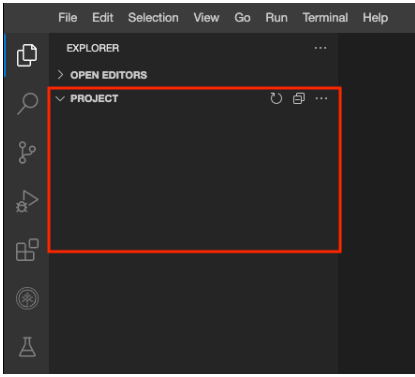 File Edit Selection View Go Run Terminal Help
EXPLORER
OPEN EDITORS
PROJECT